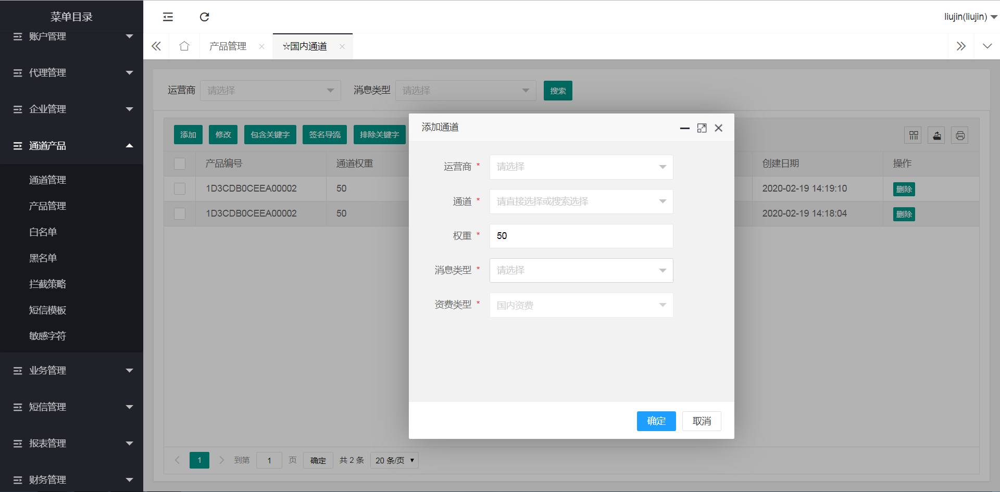 菜单目录
账户管理
代理管理
企业管理
通道产品
通道管理
产品管理
白名单
黑名单
拦截策略
短信模板
敏感字符
业务管理
短信管理
报表管理
财务管理
liujin(liujin)
产品管理
☆国内通道
运营商 请选择 消息类型 请选择 搜索
添加 修改 包含关键字 签名导流 排除关键字
产品编号 通道权重 创建日期 操作
1D3CDB0CEEA00002 50 2020-02-19 14:19:10 删除
1D3CDB0CEEA00002 50 2020-02-19 14:18:04 删除
添加通道
运营商 * 请选择
通道 * 请直接选择或搜索选择
权重 * 50
消息类型 * 请选择
资费类型 * 国内资费
确定 取消
1 到第 1 页 确定 共 2 条 20 条/页